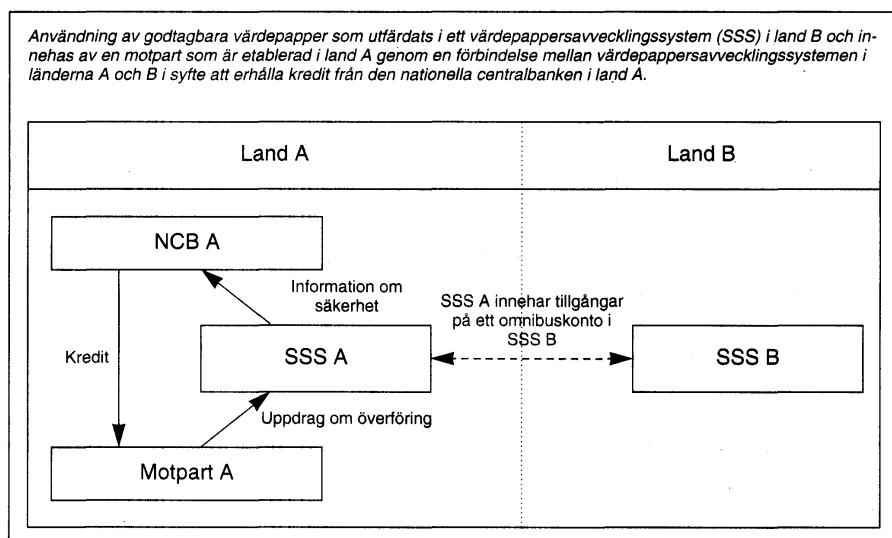 Användning av godtagbara värdepapper som utfärdats i ett värdepappersavvecklingssystem (SSS) i land B och in-
nehas av en motpart som är etablerad i land A genom en förbindelse mellan värdepappersavvecklingssystemen i
länderna A och B i syfte att erhålla kredit från den nationella centralbanken i land A.
Land A
Land B
NCB A
Information om
säkerhet
SSS A innehar tillgångar
på ett omnibuskonto i
SSS B
Kredit
SSS A
SSS B
Uppdrag om överföring
Motpart A